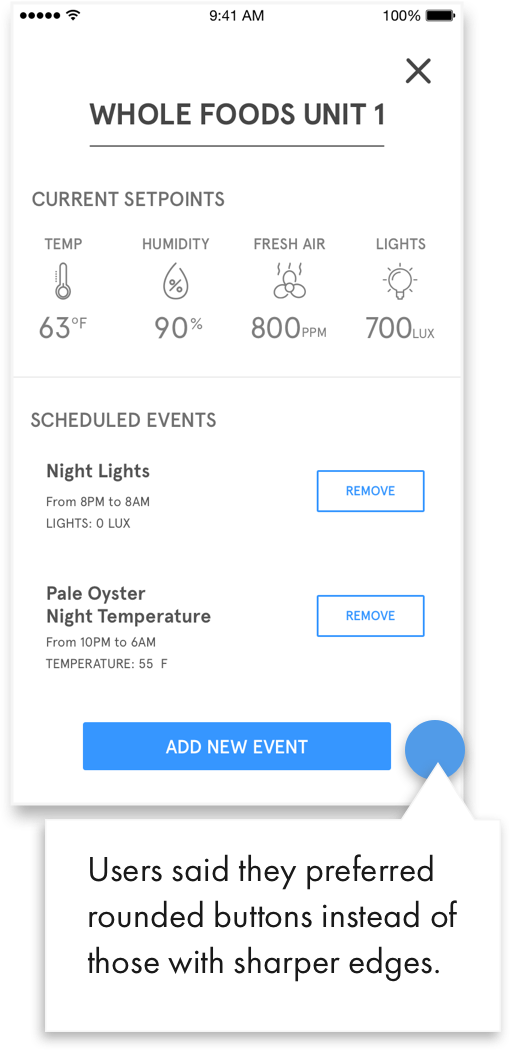 9:41 AM 100%
WHOLE FOODS UNIT 1
CURRENT SETPOINTS
TEMP HUMIDITY FRESH AIR LIGHTS
%
63°F 90% 800PPM 700LUX
SCHEDULED EVENTS
Night Lights
From 8PM to 8AM
LIGHTS: 0 LUX
REMOVE
Pale Oyster
Night Temperature
From 10PM to 6AM
TEMPERATURE: 55 F
REMOVE
ADD NEW EVENT
Users said they preferred
rounded buttons instead of
those with sharper edges.